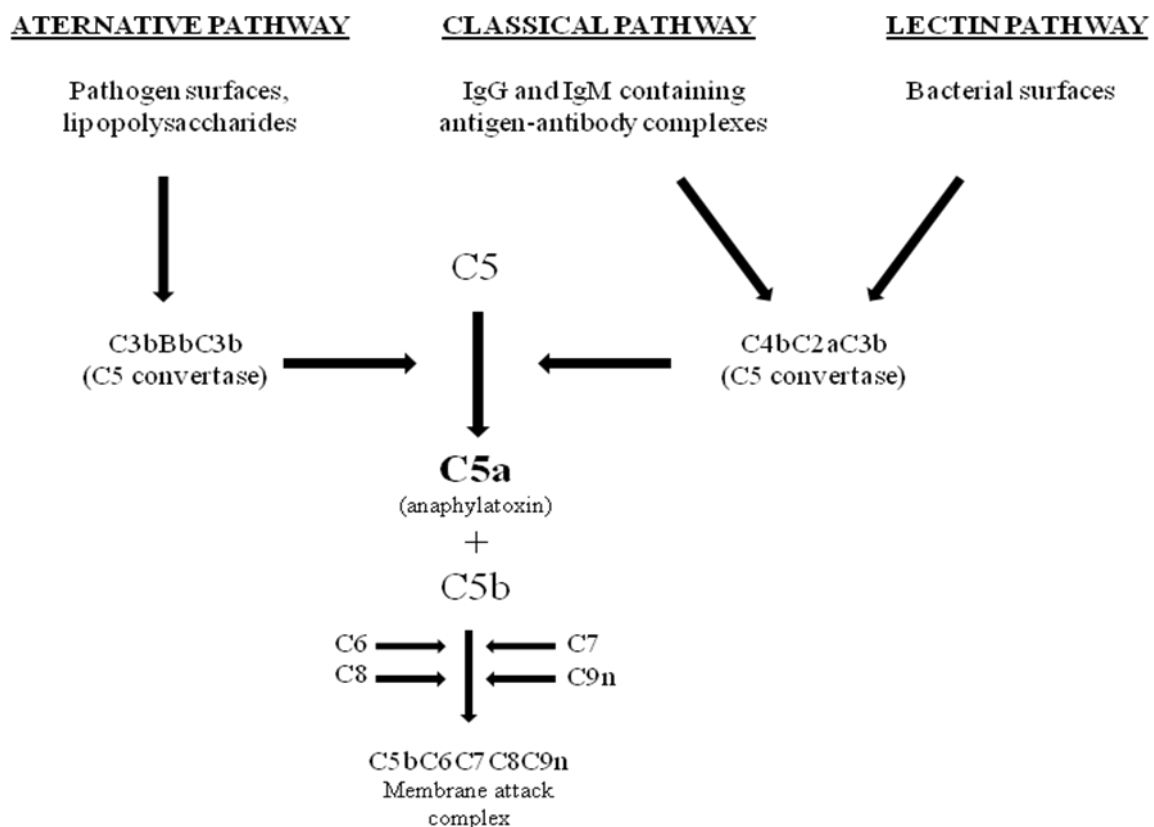 ATERNATIVE PATHWAY
CLASSICAL PATHWAY
LECTIN PATHWAY
Pathogen surfaces,
lipopolysaccharides
IgG and IgM containing
antigen-antibody complexes
Bacterial surfaces
C5
C3bBbC3b
(C5 convertase)
C4bC2aC3b
(C5 convertase)
C5a
(anaphylatoxin)
+
C5b
C6
C7
C8
C9n
C5bC6C7C8C9n
Membrane attack
complex